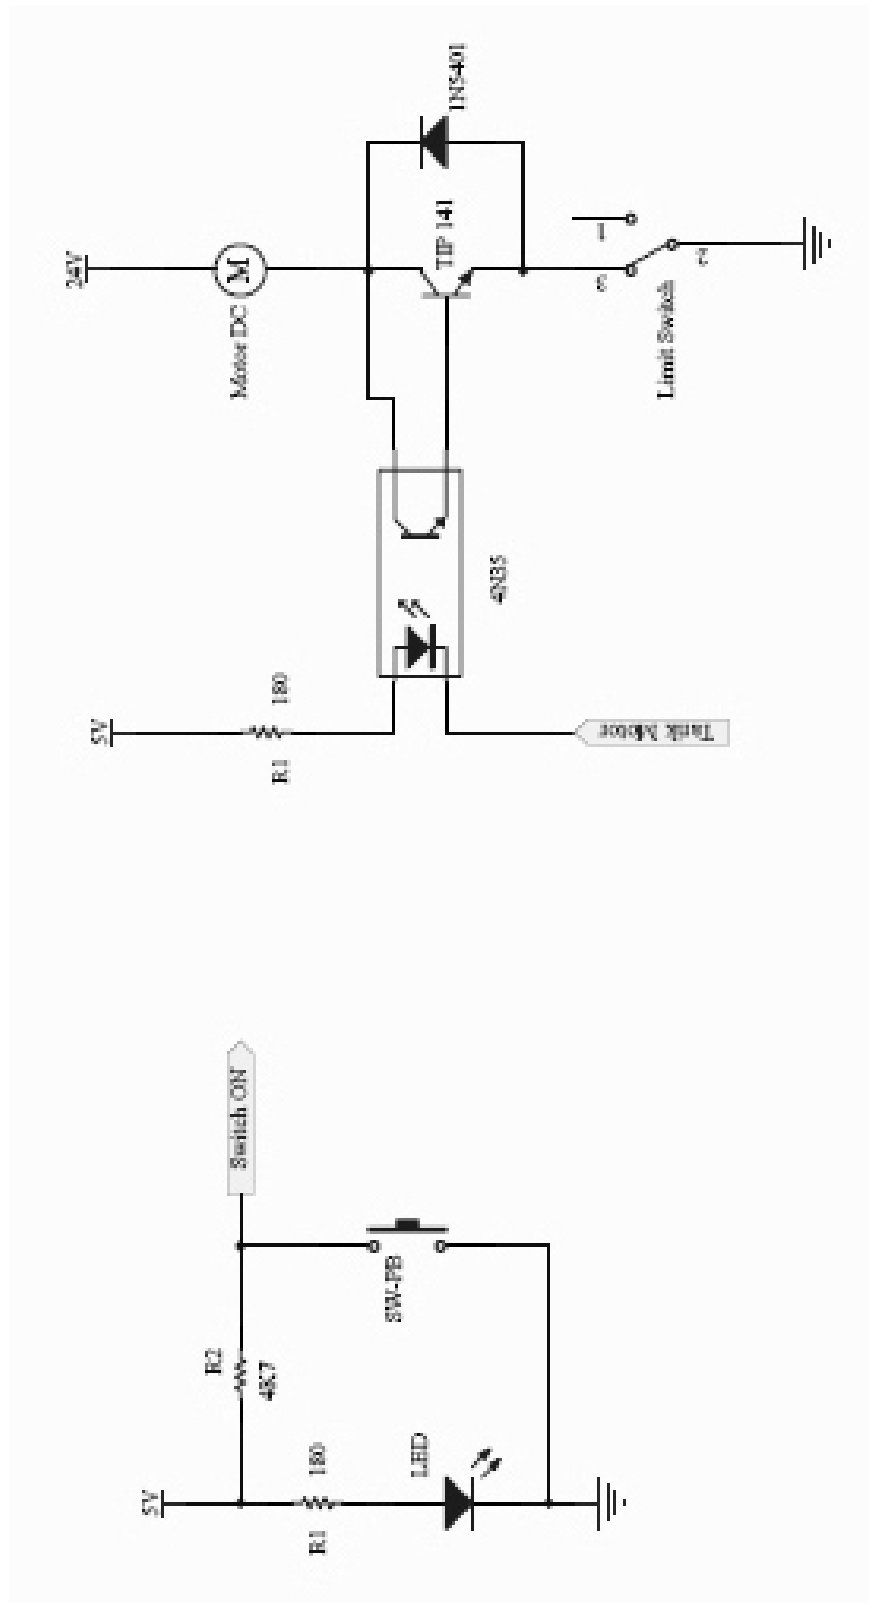 5V
R1
180
LED
R2
4K7
SW-PB
Switch ON
5V
R1
180
4N35
Tank Motor
24V
M
Motor DC
TIP 141
1N5401
1
3
2
Limit Switch